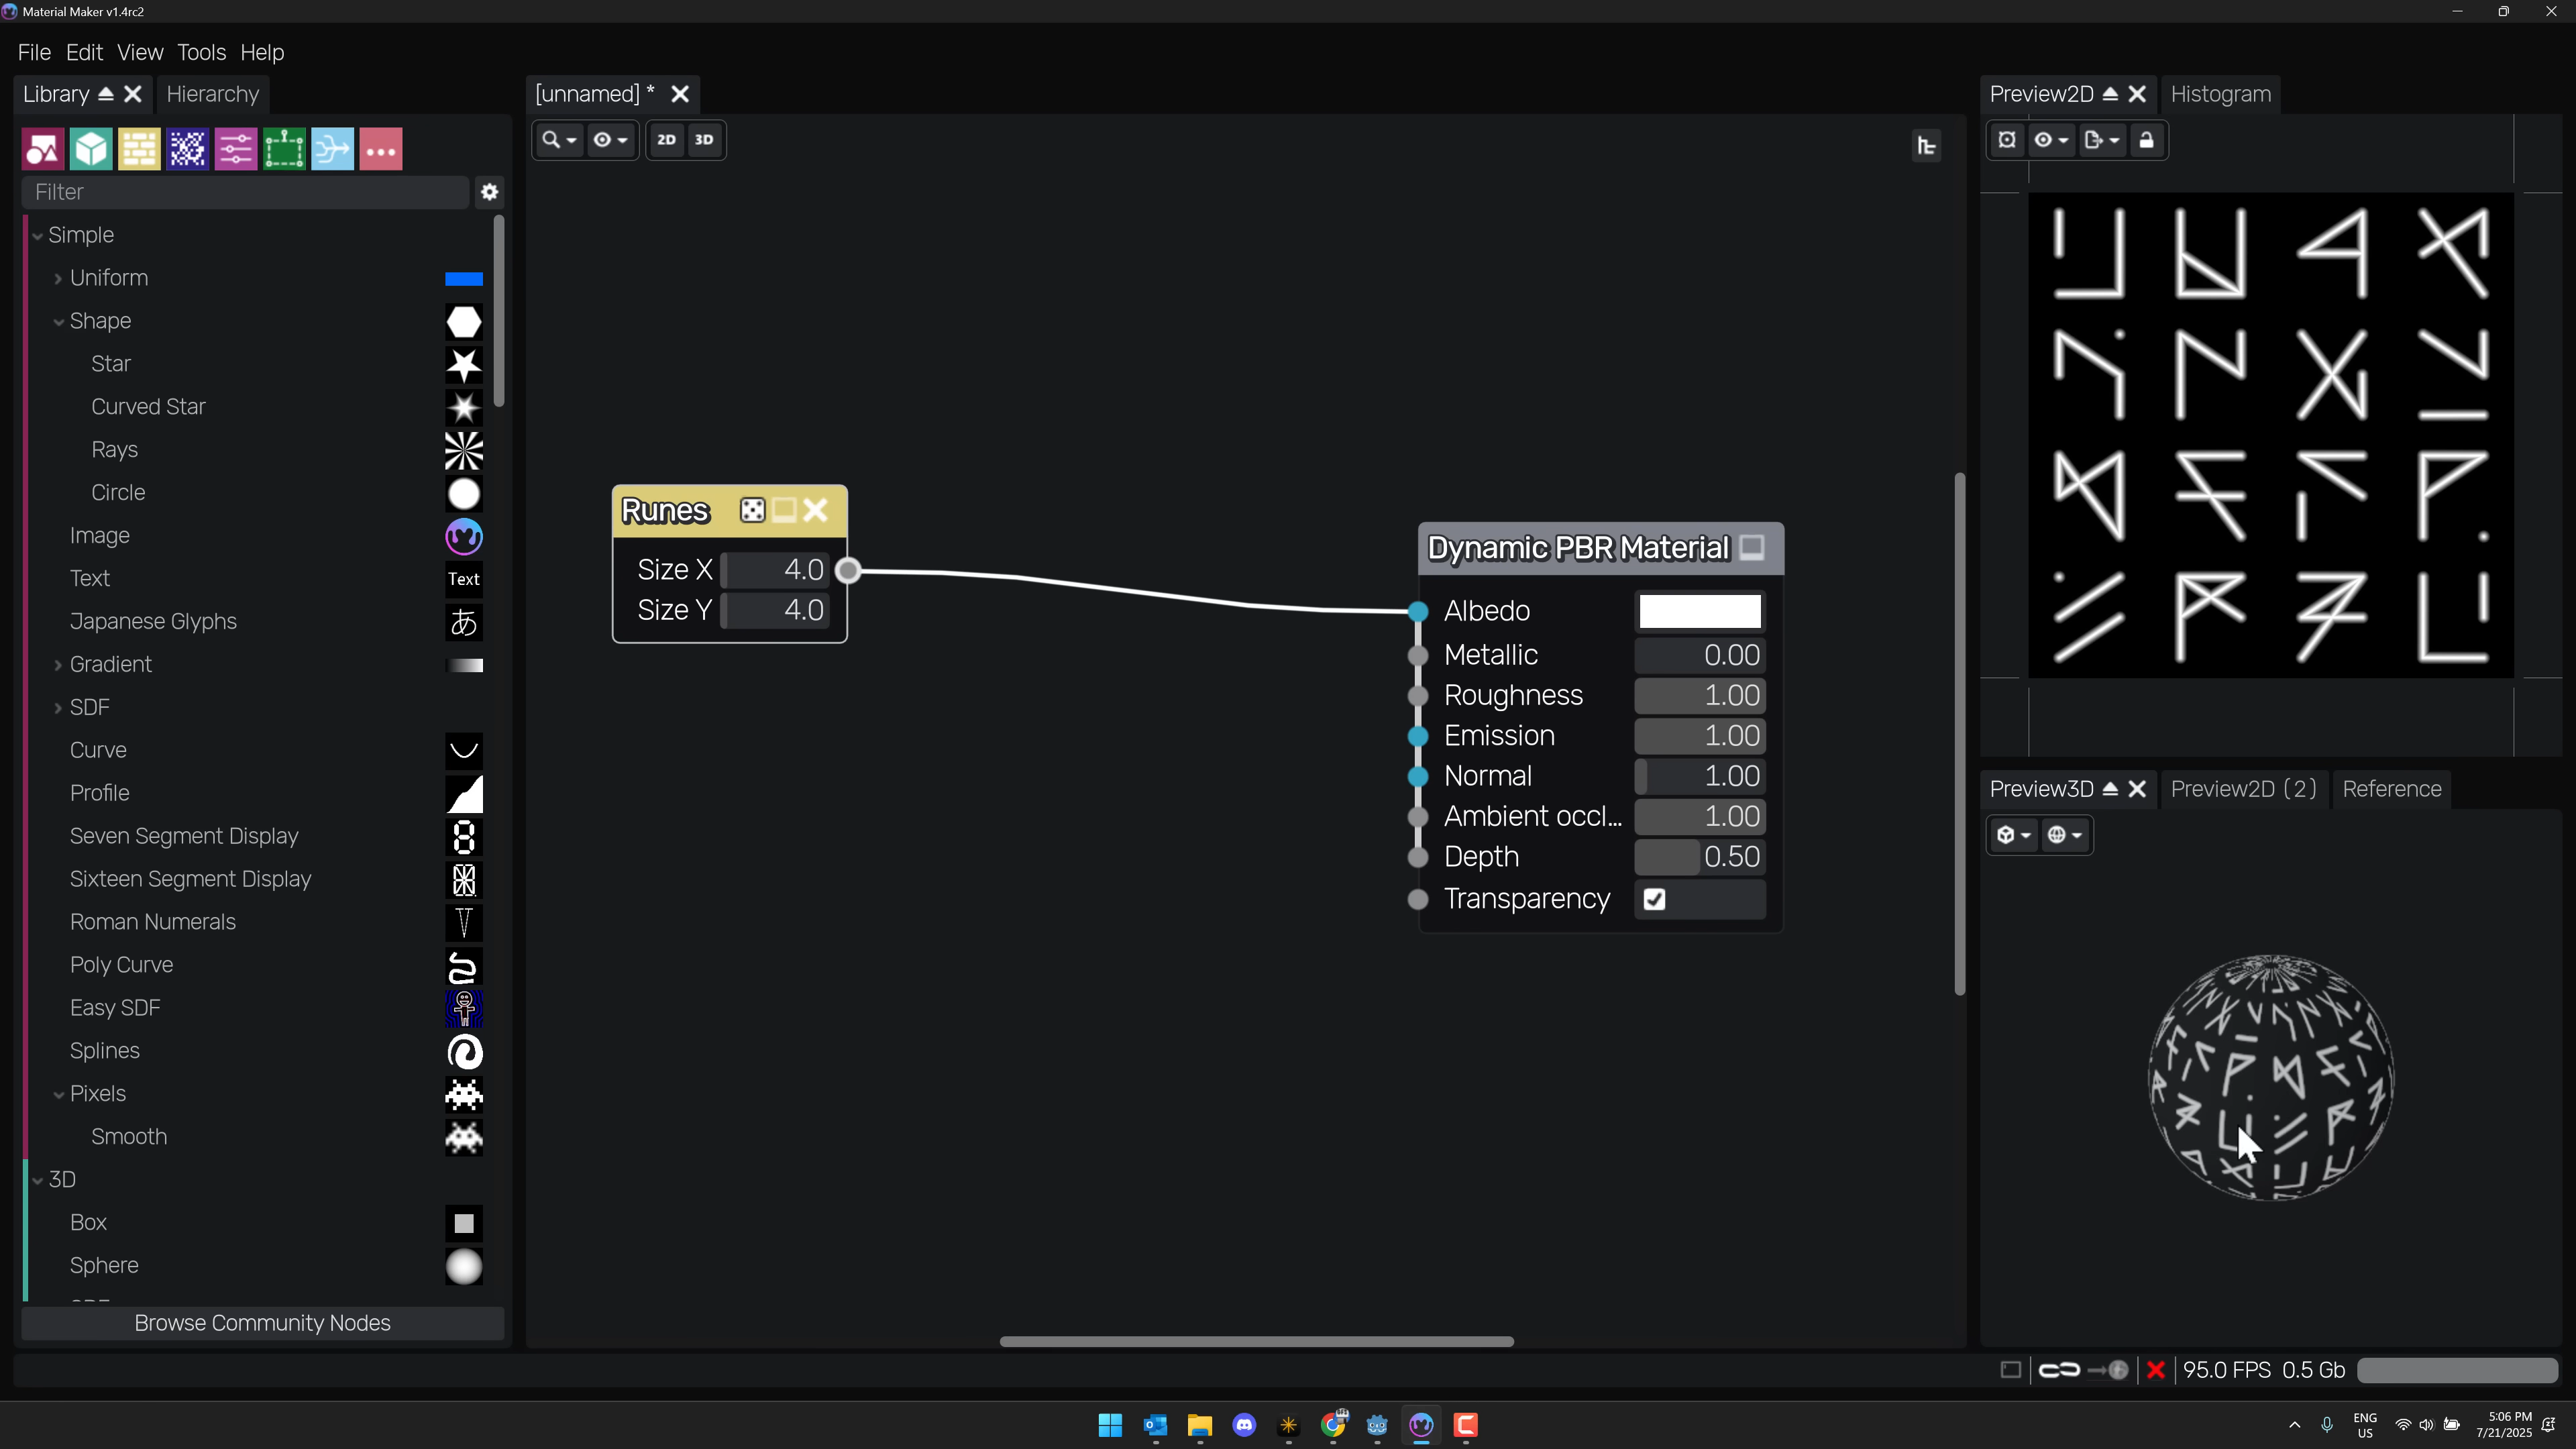 Material Maker v1.4rc2
File Edit View Tools Help
Library Hierarchy
[unnamed] *
Preview2D Histogram
2D 3D
Filter
Simple
Uniform
Shape
Star
Curved Star
Rays
Circle
Image
Text Text
Japanese Glyphs あ
Gradient
SDF
Curve
Profile
Seven Segment Display
Sixteen Segment Display
Roman Numerals
Poly Curve
Easy SDF
Splines
Pixels
Smooth
3D
Box
Sphere
Browse Community Nodes
Runes
Size X 4.0
Size Y 4.0
Dynamic PBR Material
Albedo
Metallic 0.00
Roughness 1.00
Emission 1.00
Normal 1.00
Ambient occl... 1.00
Depth 0.50
Transparency
Preview3D Preview2D (2) Reference
95.0 FPS 0.5 Gb
ENG
US
5:06 PM
7/21/2025